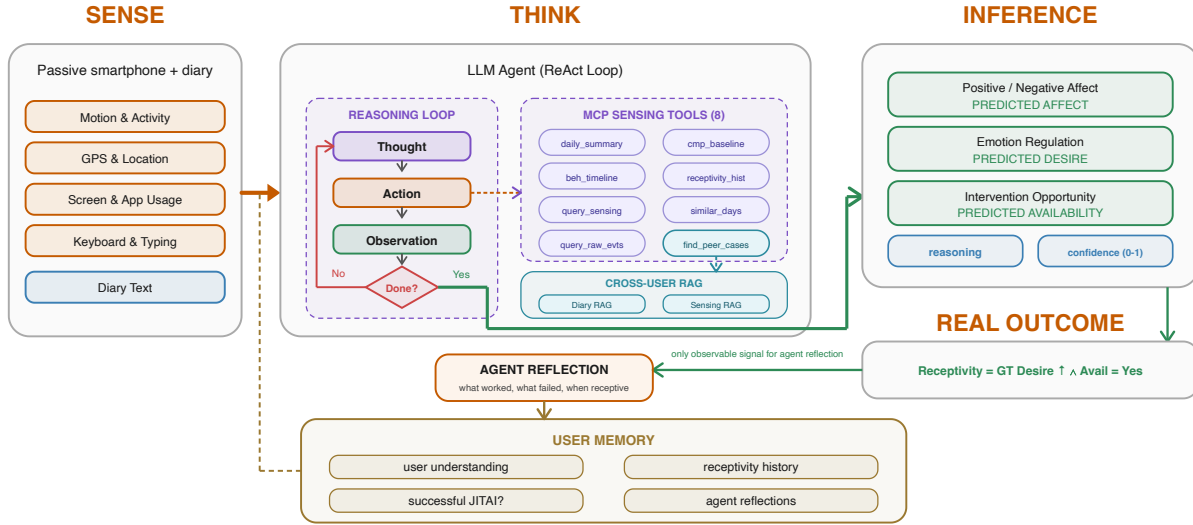 SENSE
THINK
INFERENCE
Passive smartphone + diary
Motion & Activity
GPS & Location
Screen & App Usage
Keyboard & Typing
Diary Text
LLM Agent (ReAct Loop)
REASONING LOOP
Thought
Action
Observation
No
Yes
Done?
MCP SENSING TOOLS (8)
daily_summary
cmp_baseline
beh_timeline
receptivity_hist
query_sensing
similar_days
query_raw_evts
find_peer_cases
CROSS-USER RAG
Diary RAG
Sensing RAG
Positive / Negative Affect
PREDICTED AFFECT
Emotion Regulation
PREDICTED DESIRE
Intervention Opportunity
PREDICTED AVAILABILITY
reasoning
confidence (0-1)
REAL OUTCOME
Receptivity = GT Desire ↑ ∧ Avail = Yes
only observable signal for agent reflection
AGENT REFLECTION
what worked, what failed, when receptive
USER MEMORY
user understanding
receptivity history
successful JITAI?
agent reflections